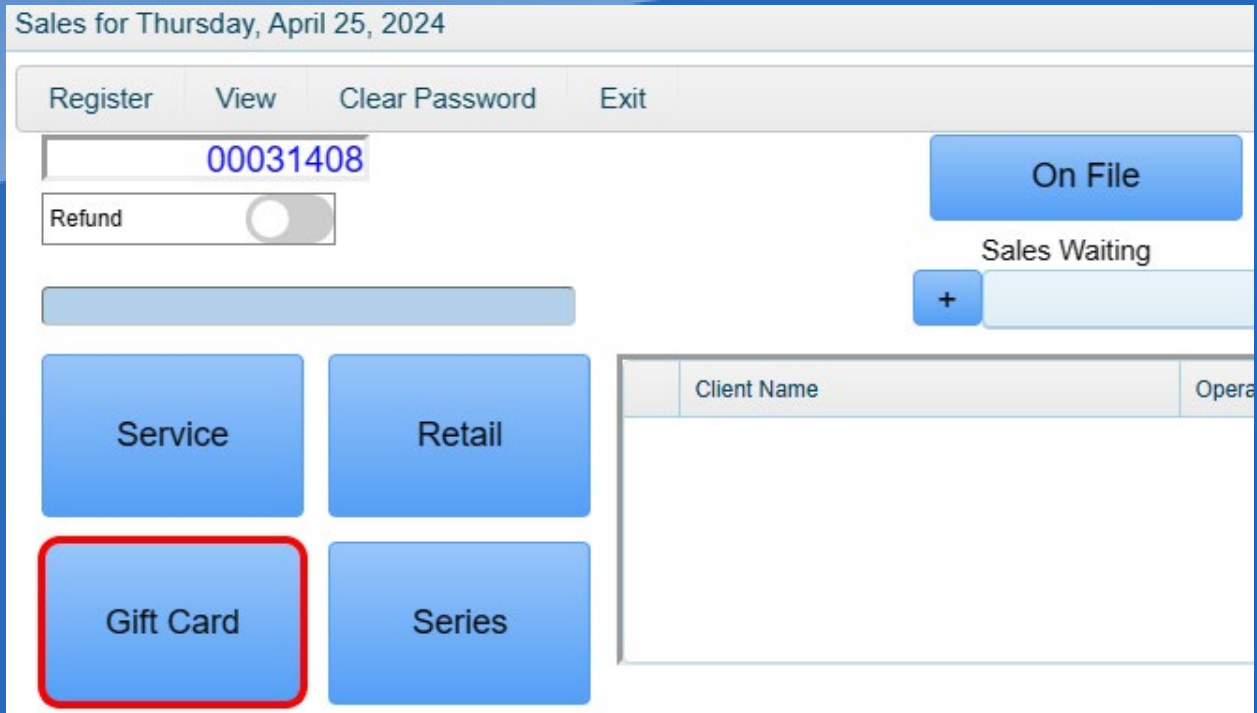 Sales for Thursday, April 25, 2024
Register View Clear Password Exit
00031408
On File
Refund
Sales Waiting
+
Client Name Opera
Service Retail
Gift Card Series